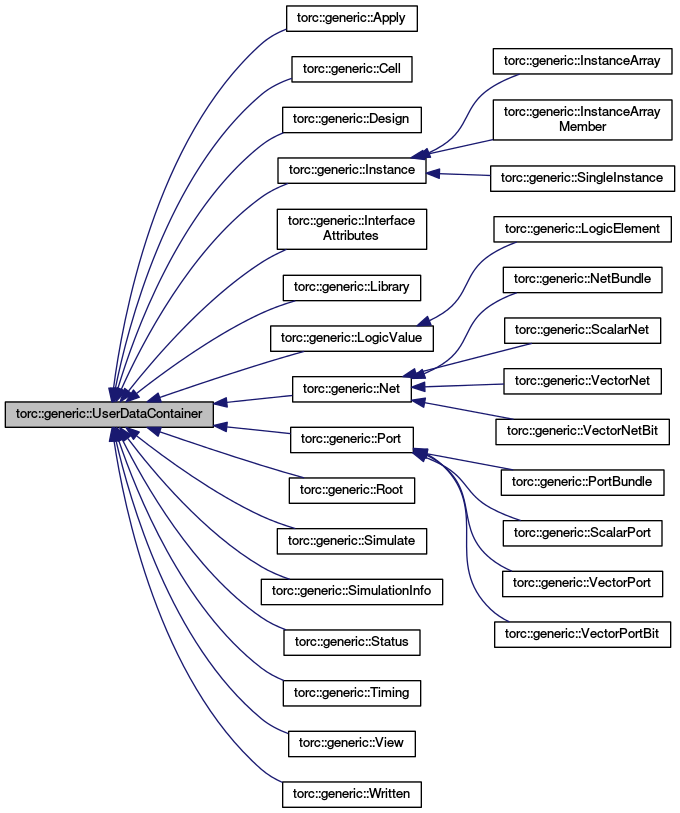 torc::generic::Apply
torc::generic::Cell
torc::generic::Design
torc::generic::Instance
torc::generic::Interface
Attributes
torc::generic::Library
torc::generic::LogicValue
torc::generic::Net
torc::generic::UserDataContainer
torc::generic::Port
torc::generic::Root
torc::generic::Simulate
torc::generic::SimulationInfo
torc::generic::Status
torc::generic::Timing
torc::generic::View
torc::generic::Written
torc::generic::InstanceArray
torc::generic::InstanceArray
Member
torc::generic::SingleInstance
torc::generic::LogicElement
torc::generic::NetBundle
torc::generic::ScalarNet
torc::generic::VectorNet
torc::generic::VectorNetBit
torc::generic::PortBundle
torc::generic::ScalarPort
torc::generic::VectorPort
torc::generic::VectorPortBit